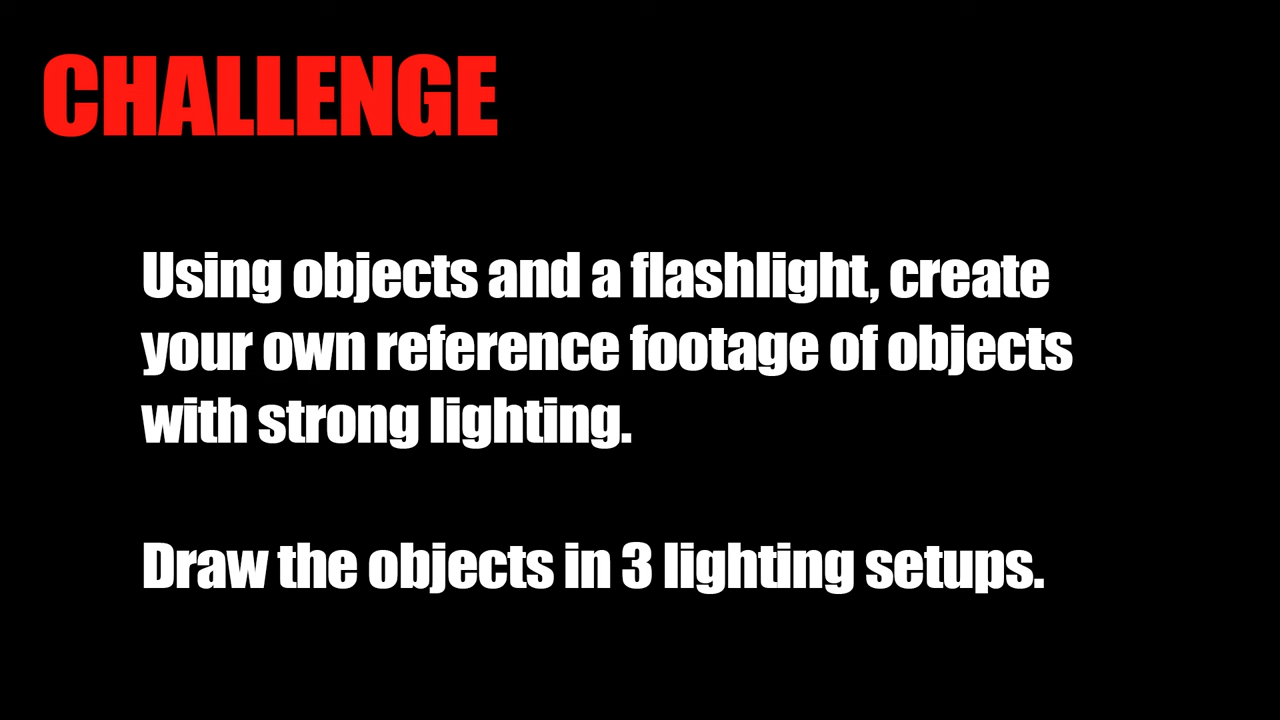 CHALLENGE
Using objects and a flashlight, create
your own reference footage of objects
with strong lighting.
Draw the objects in 3 lighting setups.